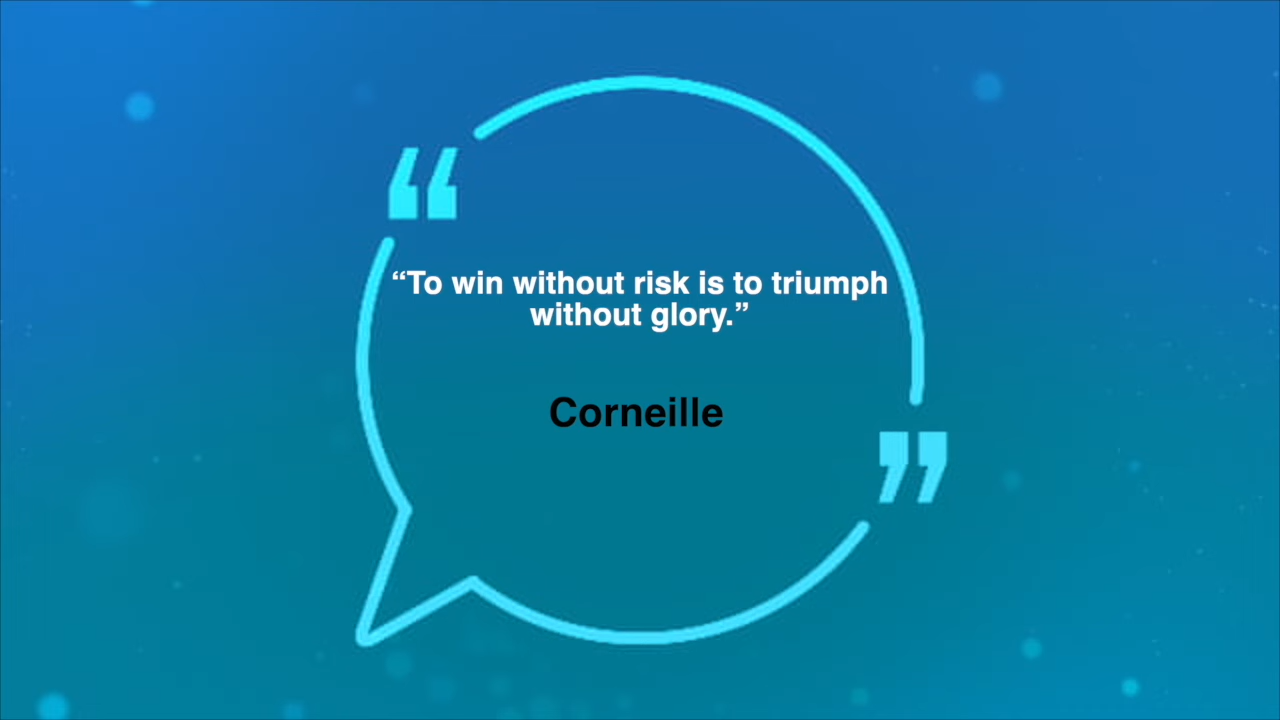 “To win without risk is to triumph
without glory.”
Corneille